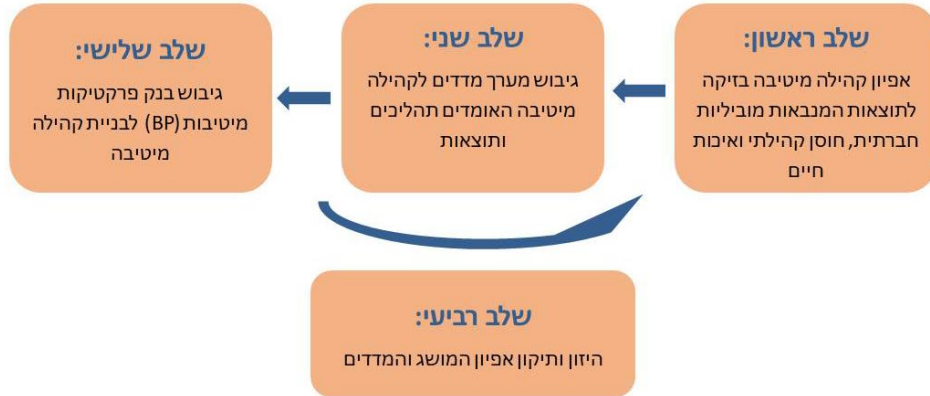 שלב ראשון:
אפיון קהילה מיטיבה בזיקה
לתוצאות המנבאות מוביליות
חברתית, חוסן קהילתי ואיכות
חיים
שלב שני:
גיבוש מערך מדדים לקהילה
מיטיבה האומדים תהליכים
ותוצאות
שלב שלישי:
גיבוש בנק פרקטיקות
מיטיבות (BP) לבניית קהילה
מיטיבה
שלב רביעי:
היזון ותיקון אפיון המושג והמדדים